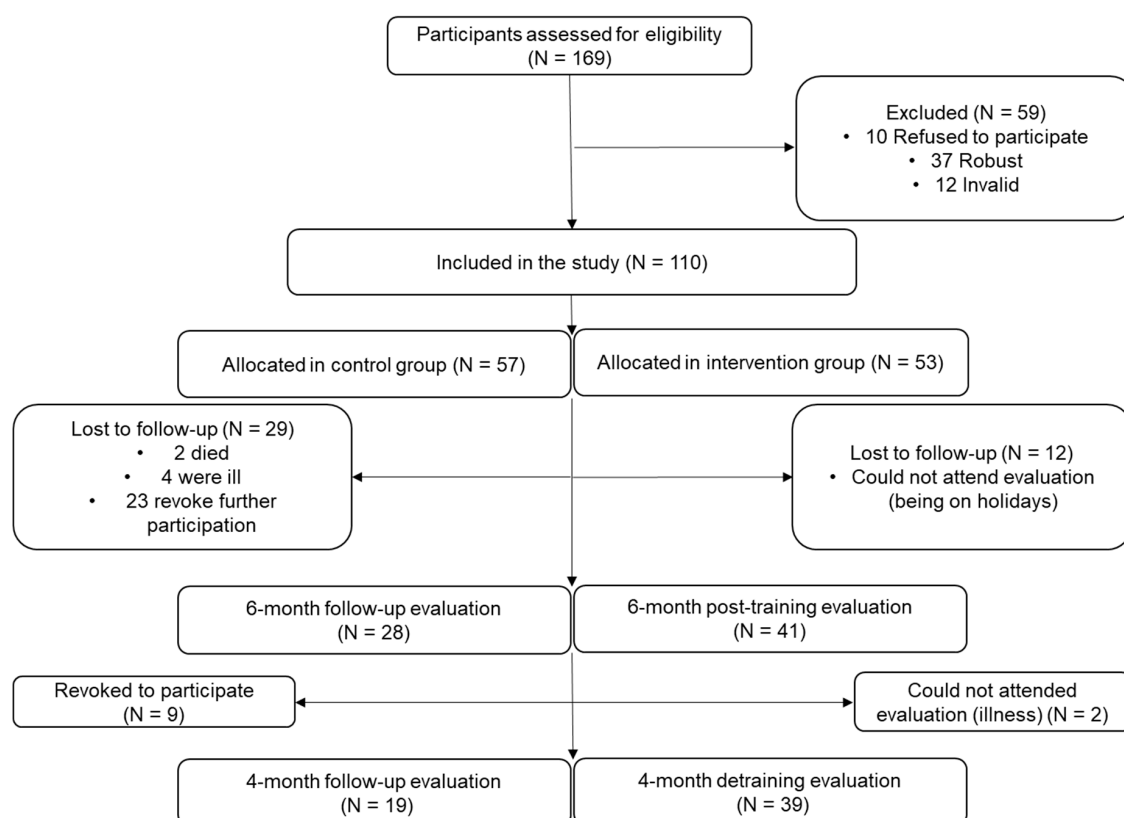 Participants assessed for eligibility
(N = 169)
Excluded (N = 59)
• 10 Refused to participate
• 37 Robust
• 12 Invalid
Included in the study (N = 110)
Allocated in control group (N = 57)
Allocated in intervention group (N = 53)
Lost to follow-up (N = 29)
• 2 died
• 4 were ill
• 23 revoke further
participation
Lost to follow-up (N = 12)
• Could not attend evaluation
(being on holidays)
6-month follow-up evaluation
(N = 28)
6-month post-training evaluation
(N = 41)
Revoked to participate
(N = 9)
Could not attended
evaluation (illness) (N = 2)
4-month follow-up evaluation
(N = 19)
4-month detraining evaluation
(N = 39)